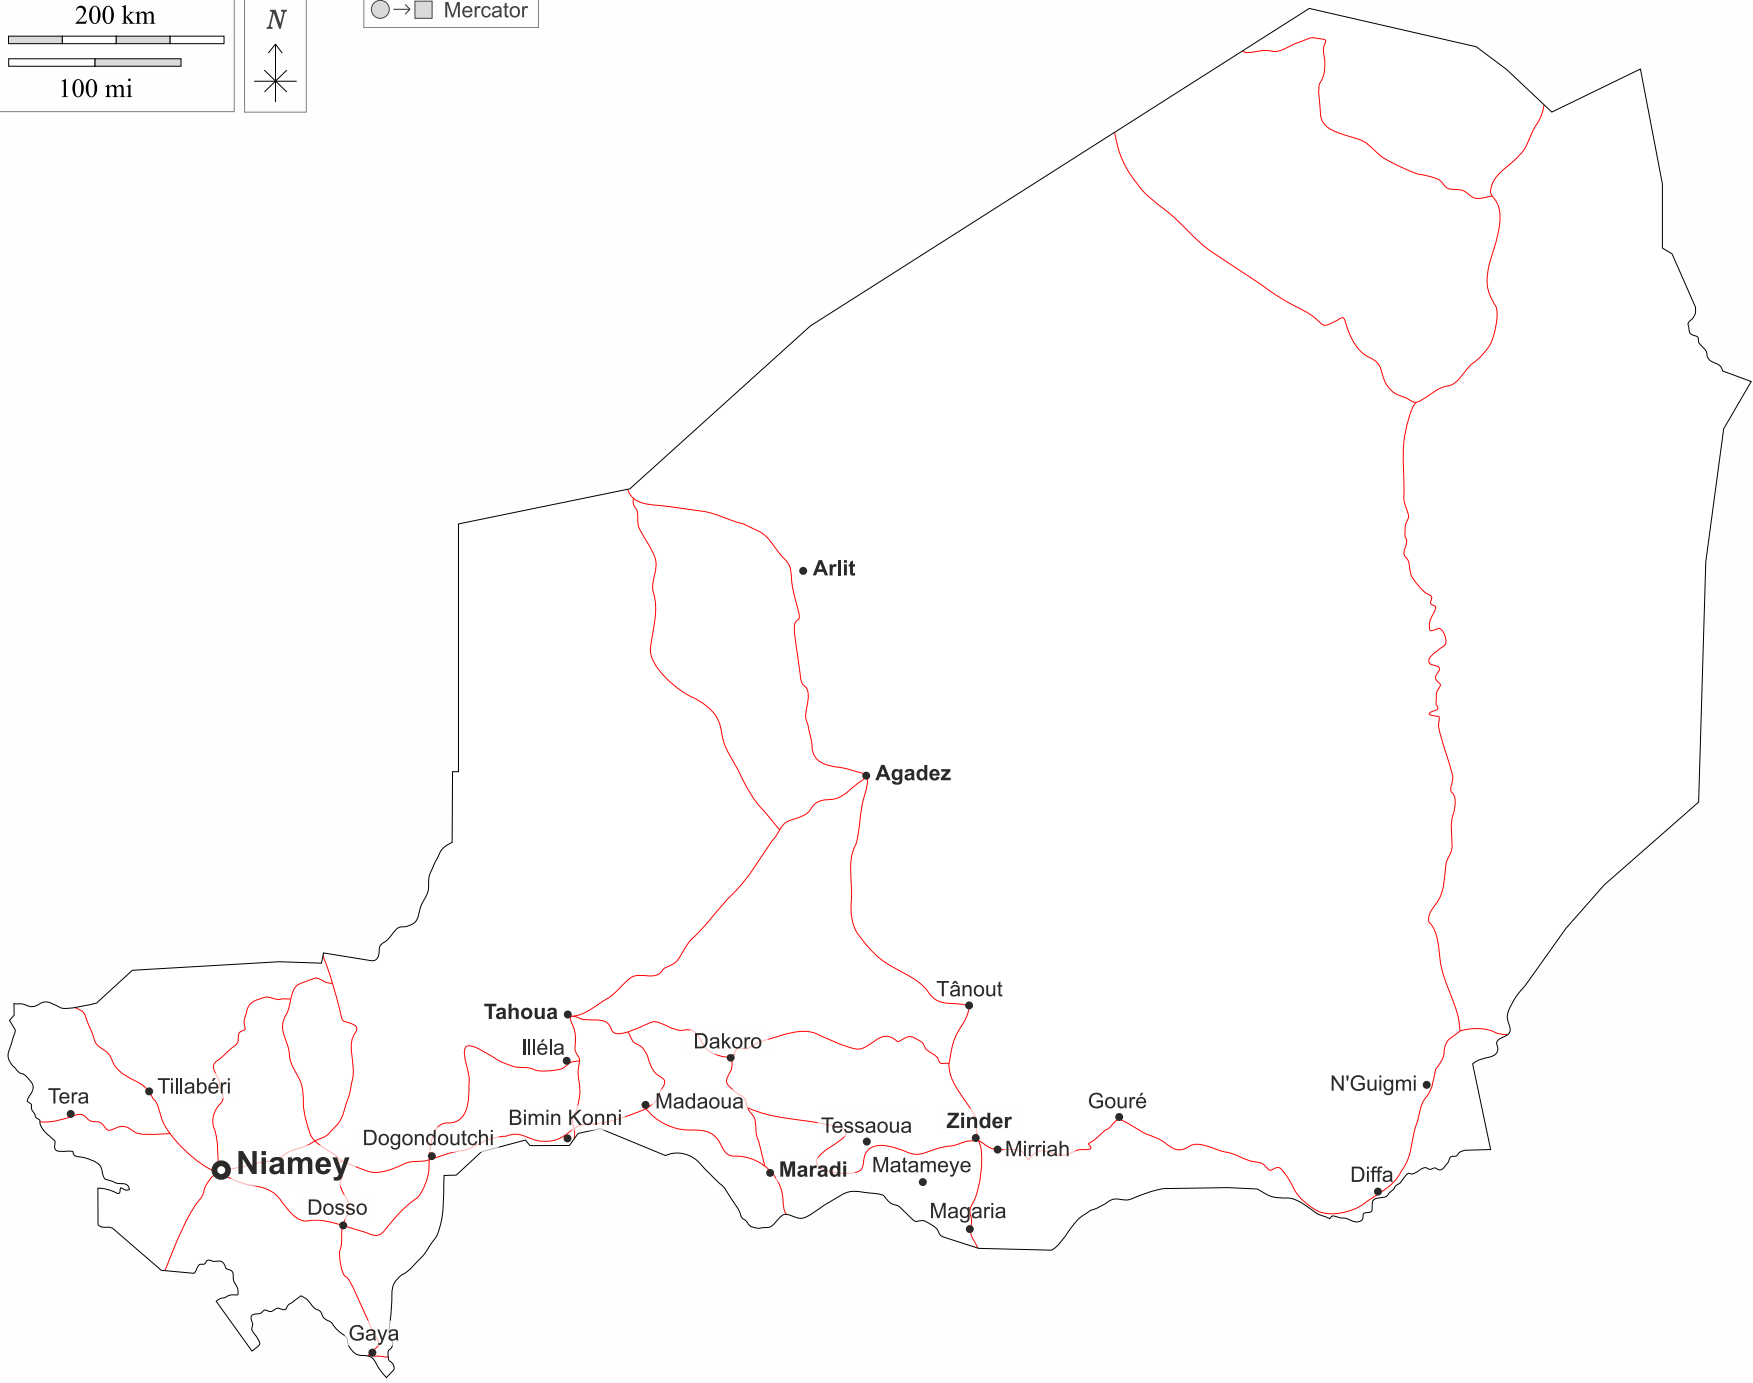 200 km
100 mi
N
Mercator
Arlit
Agadez
Tânout
Tahoua
Illéla
Dakoro
N'Guigmi
Tillabéri
Tera
Madaoua
Gouré
Bimin Konni
Tessaoua
Zinder
Dogondoutchi
Mirriah
Niamey
Maradi
Matameye
Diffa
Dosso
Magaria
Gaya